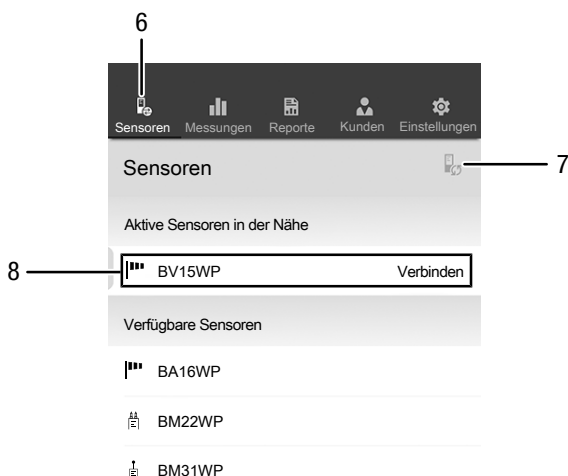 6
Sensoren Messungen Reporte Kunden Einstellungen
Sensoren
7
Aktive Sensoren in der Nähe
8
BV15WP Verbinden
Verfügbare Sensoren
BA16WP
BM22WP
BM31WP